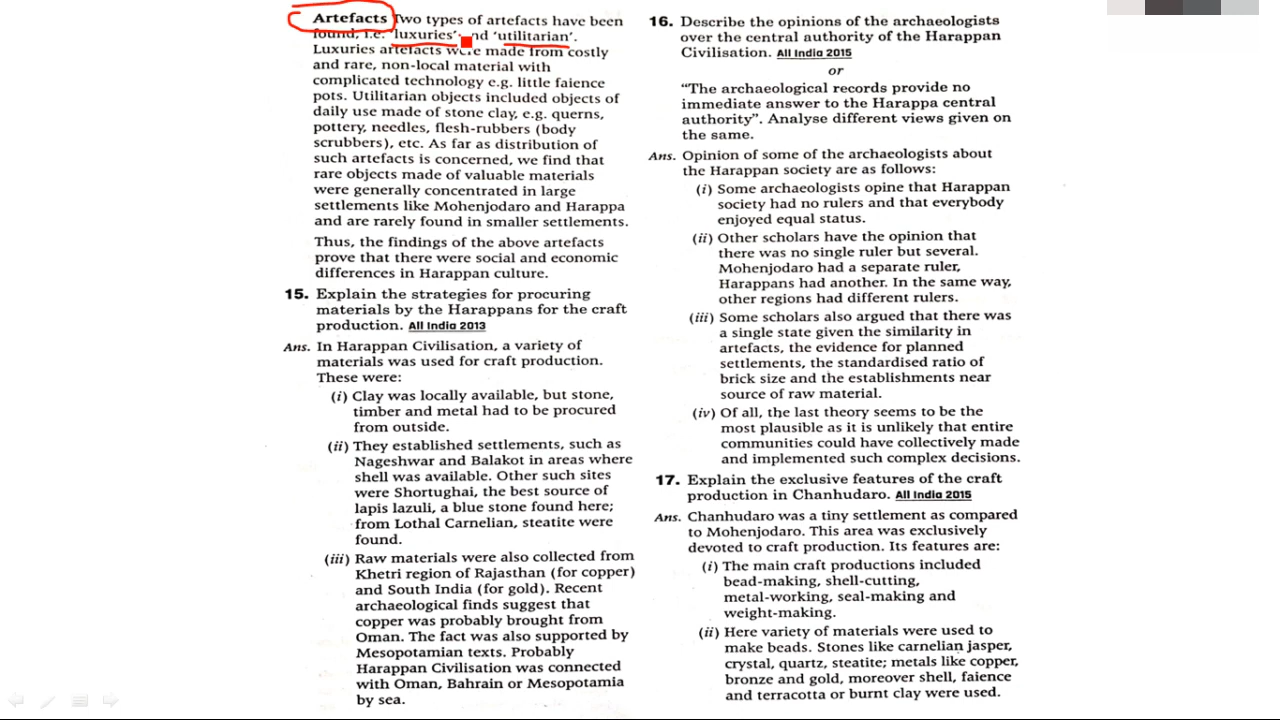 Artefacts Two types of artefacts have been
found, i.e. 'luxuries' and 'utilitarian'.
Luxuries artefacts were made from costly
and rare, non-local material with
complicated technology e.g. little faience
pots. Utilitarian objects included objects of
daily use made of stone clay, e.g. querns,
pottery, needles, flesh-rubbers (body
scrubbers), etc. As far as distribution of
such artefacts is concerned, we find that
rare objects made of valuable materials
were generally concentrated in large
settlements like Mohenjodaro and Harappa
and are rarely found in smaller settlements.
Thus, the findings of the above artefacts
prove that there were social and economic
differences in Harappan culture.
15. Explain the strategies for procuring
materials by the Harappans for the craft
production. All India 2013
Ans. In Harappan Civilisation, a variety of
materials was used for craft production.
These were:
(i) Clay was locally available, but stone,
timber and metal had to be procured
from outside.
(ii) They established settlements, such as
Nageshwar and Balakot in areas where
shell was available. Other such sites
were Shortughai, the best source of
lapis lazuli, a blue stone found here;
from Lothal Carnelian, steatite were
found.
(iii) Raw materials were also collected from
Khetri region of Rajasthan (for copper)
and South India (for gold). Recent
archaeological finds suggest that
copper was probably brought from
Oman. The fact was also supported by
Mesopotamian texts. Probably
Harappan Civilisation was connected
with Oman, Bahrain or Mesopotamia
by sea.
16. Describe the opinions of the archaeologists
over the central authority of the Harappan
Civilisation. All India 2015
or
"The archaeological records provide no
immediate answer to the Harappa central
authority". Analyse different views given on
the same.
Ans. Opinion of some of the archaeologists about
the Harappan society are as follows:
(i) Some archaeologists opine that Harappan
society had no rulers and that everybody
enjoyed equal status.
(ii) Other scholars have the opinion that
there was no single ruler but several.
Mohenjodaro had a separate ruler,
Harappans had another. In the same way,
other regions had different rulers.
(iii) Some scholars also argued that there was
a single state given the similarity in
artefacts, the evidence for planned
settlements, the standardised ratio of
brick size and the establishments near
source of raw material.
(iv) Of all, the last theory seems to be the
most plausible as it is unlikely that entire
communities could have collectively made
and implemented such complex decisions.
17. Explain the exclusive features of the craft
production in Chanhudaro. All India 2015
Ans. Chanhudaro was a tiny settlement as compared
to Mohenjodaro. This area was exclusively
devoted to craft production. Its features are:
(i) The main craft productions included
bead-making, shell-cutting,
metal-working, seal-making and
weight-making.
(ii) Here variety of materials were used to
make beads. Stones like carnelian jasper,
crystal, quartz, steatite; metals like copper,
bronze and gold, moreover shell, faience
and terracotta or burnt clay were used.